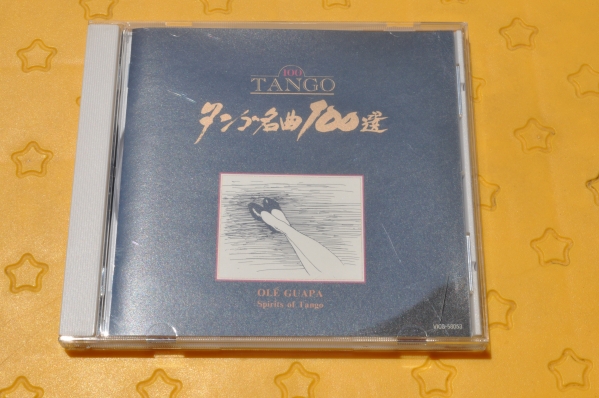 100
TANGO
タンゴ名曲100選
OLÉ GUAPA
Spirits of Tango